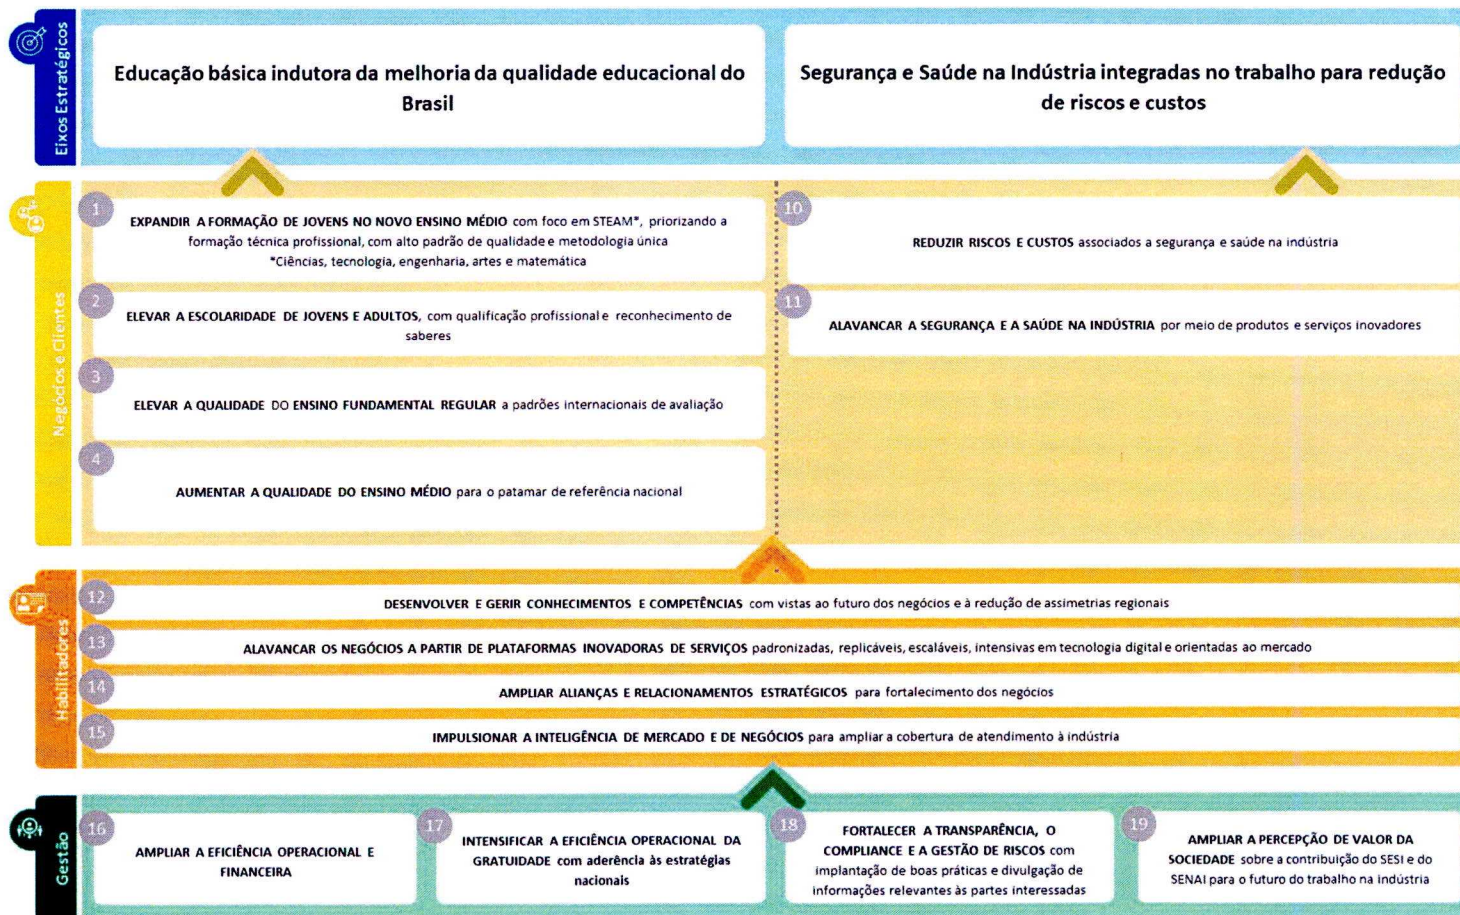 Eixos Estratégicos
Educação básica indutora da melhoria da qualidade educacional do
Brasil
Segurança e Saúde na Indústria integradas no trabalho para redução
de riscos e custos
Negócios e Clientes
1
EXPANDIR A FORMAÇÃO DE JOVENS NO NOVO ENSINO MÉDIO com foco em STEAM*, priorizando a
formação técnica profissional, com alto padrão de qualidade e metodologia única
*Ciências, tecnologia, engenharia, artes e matemática
2
ELEVAR A ESCOLARIDADE DE JOVENS E ADULTOS, com qualificação profissional e reconhecimento de
saberes
3
ELEVAR A QUALIDADE DO ENSINO FUNDAMENTAL REGULAR a padrões internacionais de avaliação
4
AUMENTAR A QUALIDADE DO ENSINO MÉDIO para o patamar de referência nacional
10
REDUZIR RISCOS E CUSTOS associados a segurança e saúde na indústria
11
ALAVANCAR A SEGURANÇA E A SAÚDE NA INDÚSTRIA por meio de produtos e serviços inovadores
Habilitadores
12
DESENVOLVER E GERIR CONHECIMENTOS E COMPETÊNCIAS com vistas ao futuro dos negócios e à redução de assimetrias regionais
13
ALAVANCAR OS NEGÓCIOS A PARTIR DE PLATAFORMAS INOVADORAS DE SERVIÇOS padronizadas, replicáveis, escaláveis, intensivas em tecnologia digital e orientadas ao mercado
14
AMPLIAR ALIANÇAS E RELACIONAMENTOS ESTRATÉGICOS para fortalecimento dos negócios
15
IMPULSIONAR A INTELIGÊNCIA DE MERCADO E DE NEGÓCIOS para ampliar a cobertura de atendimento à indústria
Gestão
16
AMPLIAR A EFICIÊNCIA OPERACIONAL E
FINANCEIRA
17
INTENSIFICAR A EFICIÊNCIA OPERACIONAL DA
GRATUIDADE com aderência às estratégias
nacionais
18
FORTALECER A TRANSPARÊNCIA, O
COMPLIANCE E A GESTÃO DE RISCOS com
implantação de boas práticas e divulgação de
informações relevantes às partes interessadas
19
AMPLIAR A PERCEPÇÃO DE VALOR DA
SOCIEDADE sobre a contribuição do SESI e do
SENAI para o futuro do trabalho na indústria